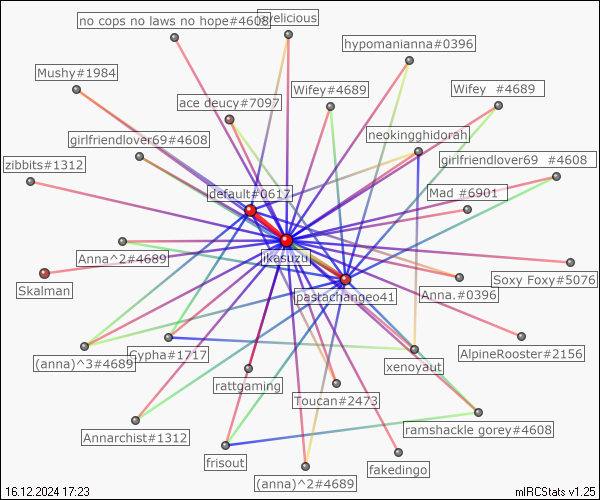 no cops no laws no hope#4608
avelicious
hypomanianna#0396
Mushy#1984
Wifey#4689
Wifey #4689
ace deucy#7097
neokingghidorah
girlfriendlover69#4608
girlfriendlover69 #4608
zibbits#1312
default#0617
Mad #6901
Anna^2#4689
ikasuzu
Soxy Foxy#5076
Skalman
pastachangeo41
Anna.#0396
(anna)^3#4689
Gypha#1717
xenoyaut
AlpineRooster#2156
rattgaming
Toucan#2473
Annarchist#1312
ramshackle gorey#4608
frisout
(anna)^2#4689
fakedingo
16.12.2024 17:23
mIRCStats v1.25